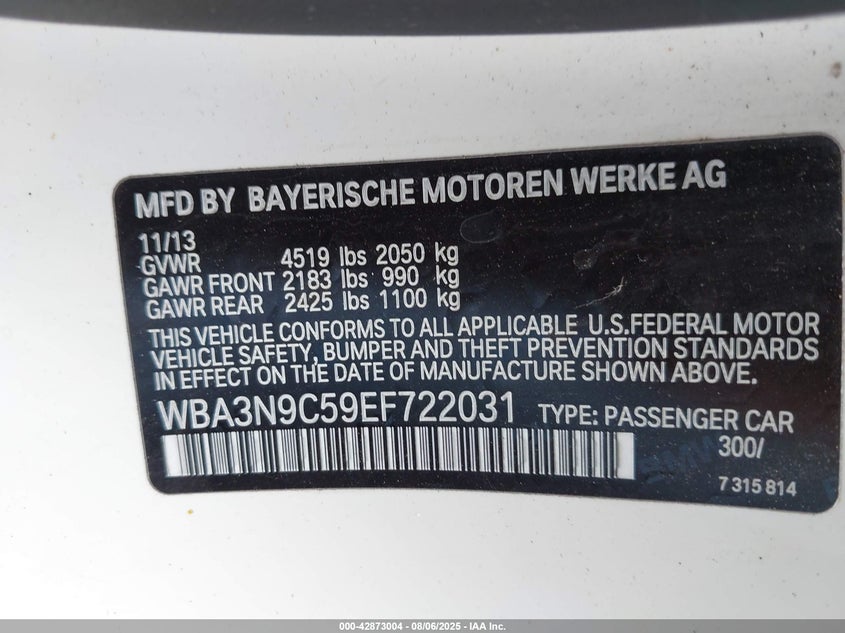 MFD BY BAYERISCHE MOTOREN WERKE AG
11/13
GVWR 4519 lbs 2050 kg
GAWR FRONT 2183 lbs 990 kg
GAWR REAR 2425 lbs 1100 kg
THIS VEHICLE CONFORMS TO ALL APPLICABLE U.S.FEDERAL MOTOR
VEHICLE SAFETY, BUMPER AND THEFT PREVENTION STANDARDS
IN EFFECT ON THE DATE OF MANUFACTURE SHOWN ABOVE.
WBA3N9C59EF722031 TYPE: PASSENGER CAR
300/
7 315 814
000-42873004 - 08/06/2025 - IAA Inc.